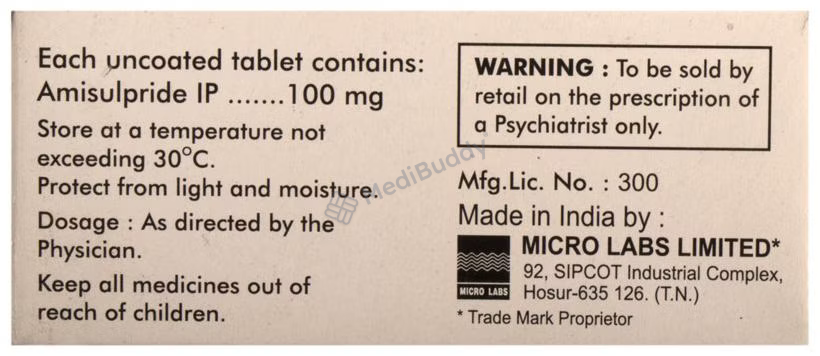 Each uncoated tablet contains:
Amisulpride IP .......100 mg
Store at a temperature not
exceeding 30°C.
Protect from light and moisture.
Dosage : As directed by the
Physician.
Keep all medicines out of
reach of children.
WARNING : To be sold by
retail on the prescription of
a Psychiatrist only.
Mfg.Lic. No. : 300
Made in India by :
MICRO LABS LIMITED*
92, SIPCOT Industrial Complex,
Hosur-635 126. (T.N.)
MICRO LABS
* Trade Mark Proprietor
MediBuddy